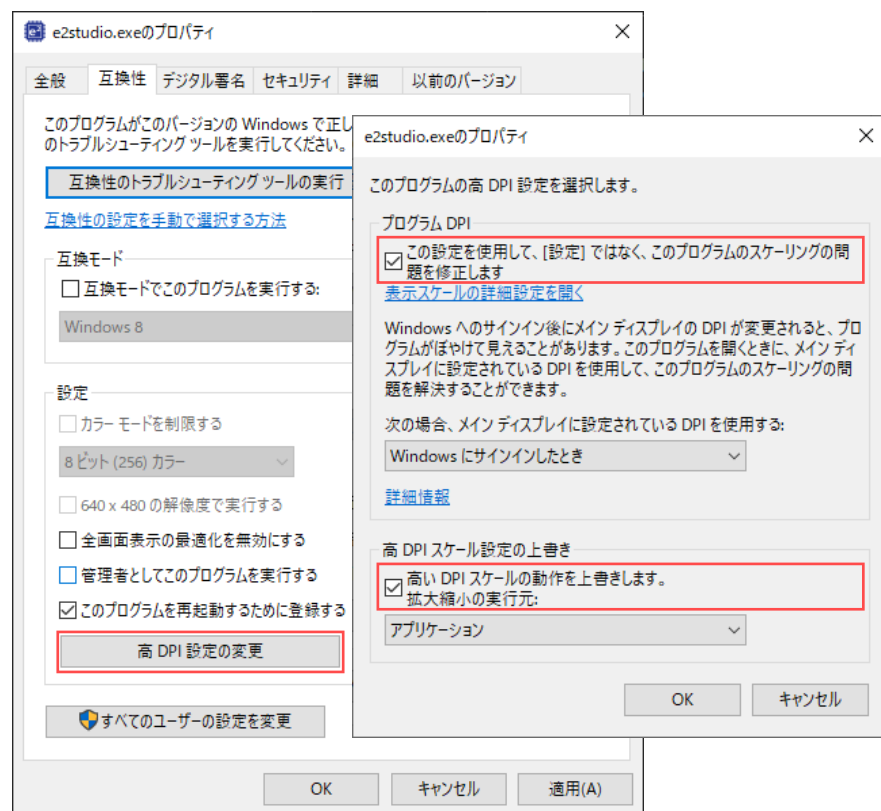 e2studio.exeのプロパティ
全般 互換性 デジタル署名 セキュリティ 詳細 以前のバージョン
このプログラムがこのバージョンの Windows で正し
のトラブルシューティング ツールを実行してください。
互換性のトラブルシューティング ツールの実行
互換性の設定を手動で選択する方法
互換モード
互換モードでこのプログラムを実行する:
Windows 8
設定
カラー モードを制限する
8 ビット (256) カラー
640 x 480 の解像度で実行する
全画面表示の最適化を無効にする
管理者としてこのプログラムを実行する
このプログラムを再起動するために登録する
高 DPI 設定の変更
すべてのユーザーの設定を変更
OK キャンセル 適用(A)
e2studio.exeのプロパティ
このプログラムの高 DPI 設定を選択します。
プログラム DPI
この設定を使用して、[設定] ではなく、このプログラムのスケーリングの問
題を修正します
表示スケールの詳細設定を開く
Windows へのサインイン後にメイン ディスプレイの DPI が変更されると、プロ
グラムがぼやけて見えることがあります。このプログラムを開くときに、メイン ディ
スプレイに設定されている DPI を使用して、このプログラムのスケーリングの問
題を解決することができます。
次の場合、メイン ディスプレイに設定されている DPI を使用する:
Windows にサインインしたとき
詳細情報
高 DPI スケール設定の上書き
高い DPI スケールの動作を上書きします。
拡大縮小の実行元:
アプリケーション
OK キャンセル